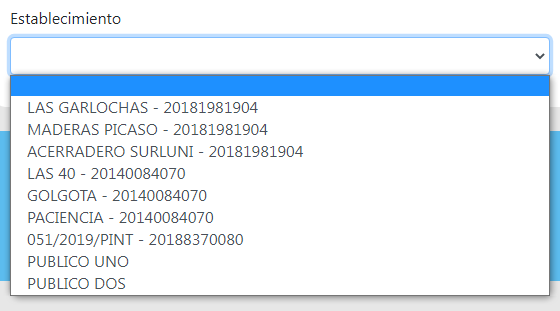 Establecimiento
LAS GARLOCHAS - 20181981904
MADERAS PICASO - 20181981904
ACERRADERO SURLUNI - 20181981904
LAS 40 - 20140084070
GOLGOTA - 20140084070
PACIENCIA - 20140084070
051/2019/PINT - 20188370080
PUBLICO UNO
PUBLICO DOS